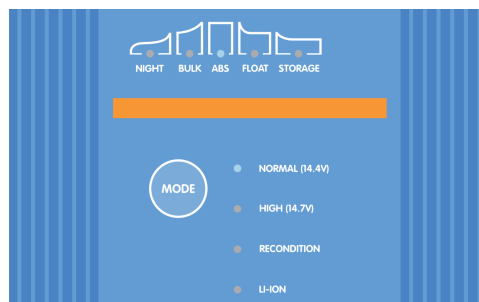 NIGHT BULK ABS FLOAT STORAGE
MODE
NORMAL (14.4V)
HIGH (14.7V)
RECONDITION
LI-ION